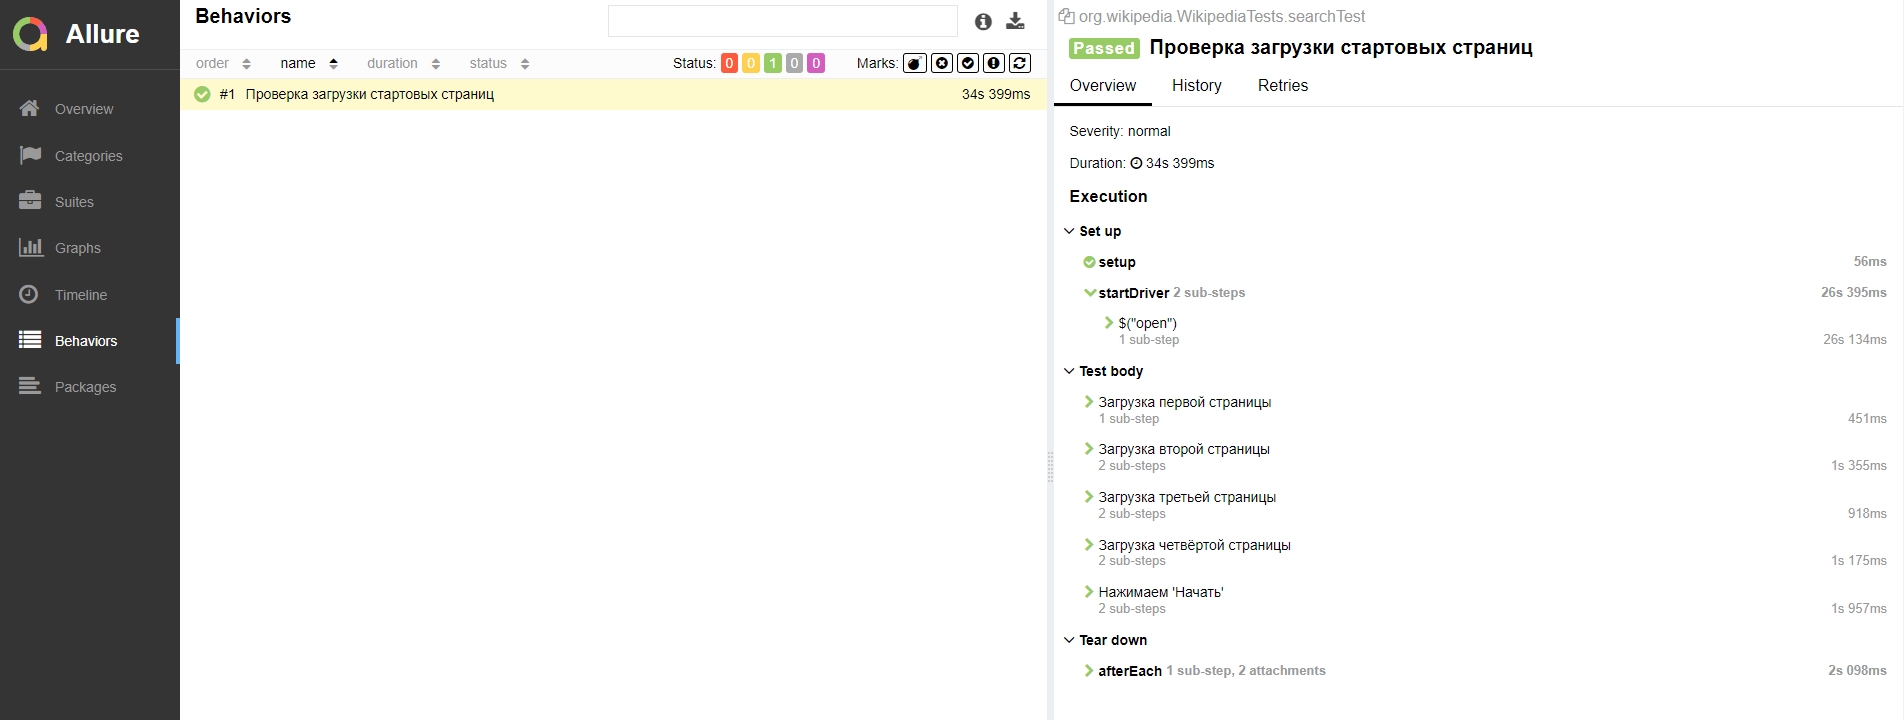 Allure
Overview
Categories
Suites
Graphs
Timeline
Behaviors
Packages
Behaviors
order name duration status
Status: 0 0 1 0 0 Marks:
#1 Проверка загрузки стартовых страниц 34s 399ms
org.wikipedia.WikipediaTests.searchTest
Passed Проверка загрузки стартовых страниц
Overview History Retries
Severity: normal
Duration: 34s 399ms
Execution
Set up
setup 56ms
startDriver 2 sub-steps 26s 395ms
$("open")
1 sub-step 26s 134ms
Test body
Загрузка первой страницы
1 sub-step 451ms
Загрузка второй страницы
2 sub-steps 1s 355ms
Загрузка третьей страницы
2 sub-steps 918ms
Загрузка четвёртой страницы
2 sub-steps 1s 175ms
Нажимаем 'Начать'
2 sub-steps 1s 957ms
Tear down
afterEach 1 sub-step, 2 attachments 2s 098ms